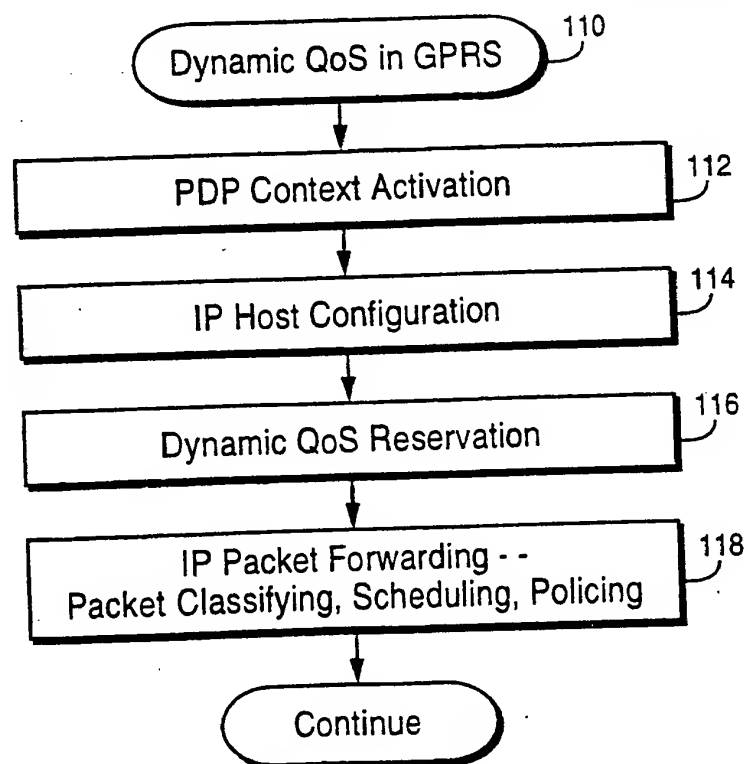 Dynamic QoS in GPRS
110
PDP Context Activation
112
IP Host Configuration
114
Dynamic QoS Reservation
116
IP Packet Forwarding - -
Packet Classifying, Scheduling, Policing
118
Continue